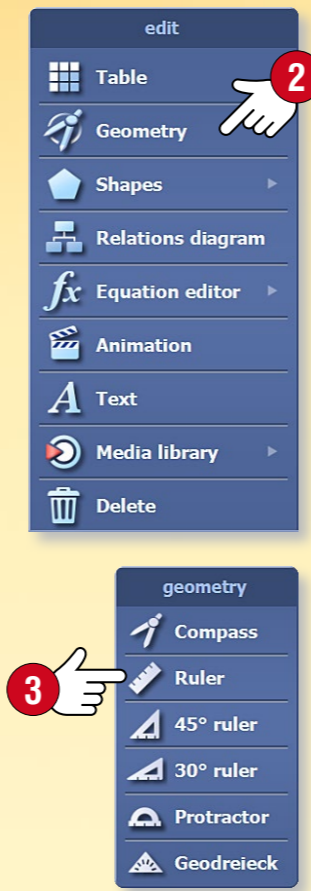 edit
2
Table
Geometry
Shapes
Relations diagram
fx Equation editor
Animation
A Text
Media library
Delete
geometry
Compass
3
Ruler
45° ruler
30° ruler
Protractor
Geodreieck